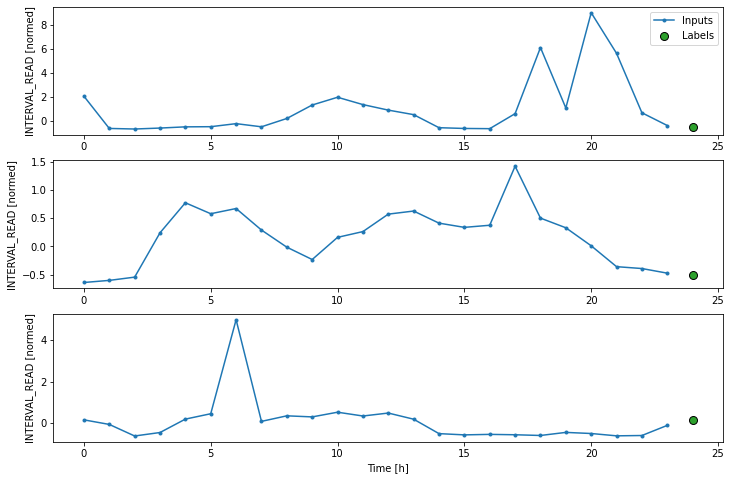 INTERVAL_READ [normed]
8
6
4
2
0
0 5 10 15 20 25
Inputs
Labels
INTERVAL_READ [normed]
1.5
1.0
0.5
0.0
−0.5
0 5 10 15 20 25
INTERVAL_READ [normed]
4
2
0
0 5 10 15 20 25
Time [h]